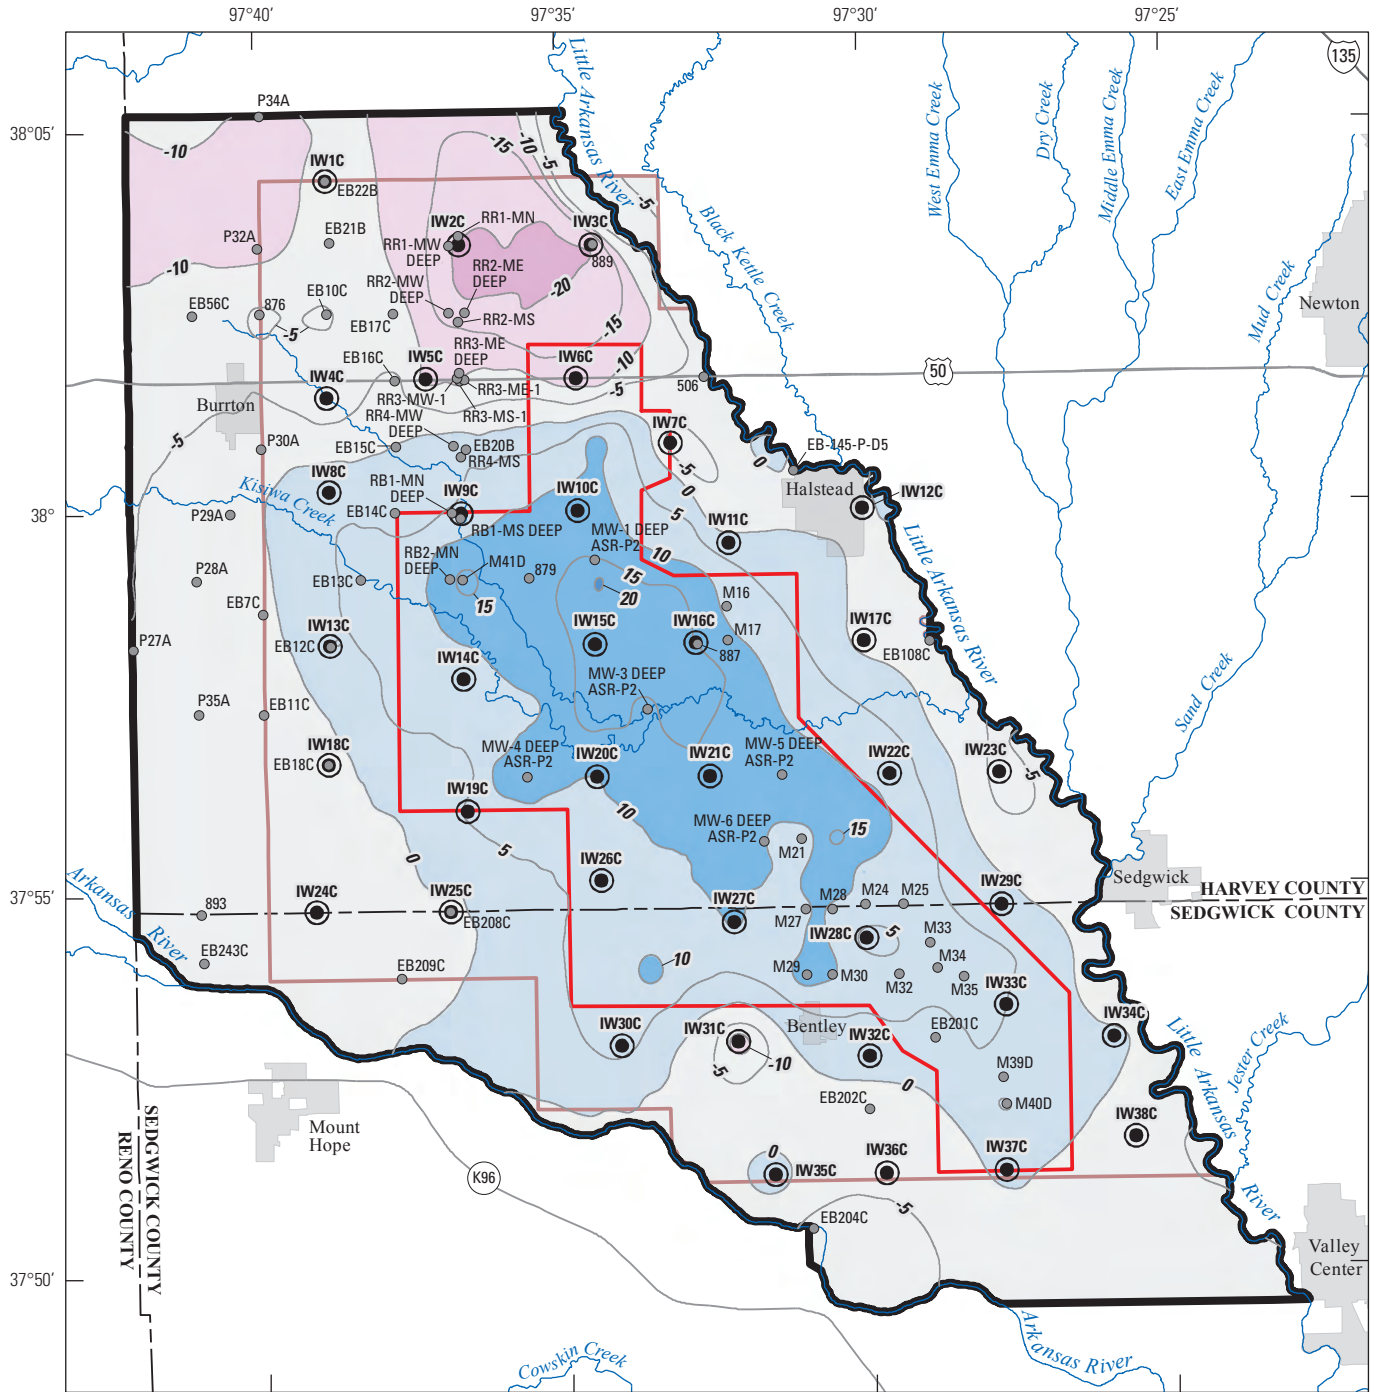 97°40′
97°35′
97°30′
97°25′
135
Little Arkansas River
West Emma Creek
Dry Creek
Middle Emma Creek
East Emma Creek
P34A
38°05′
-10
-15
-10
-5
IW1C
EB22B
-5
Black Kettle Creek
Mud Creek
P32A
EB21B
IW2C
RR1-MN
IW3C
RR1-MW
DEEP
889
RR2-ME
DEEP
-10
RR2-MW
DEEP
-20
EB56C
876
EB10C
Newton
-5
EB17C
RR2-MS
-15
RR3-ME
DEEP
EB16C
IW5C
IW6C
-10
50
506
-5
RR3-ME-1
IW4C
RR3-MW-1
Burrton
RR3-MS-1
RR4-MW
DEEP
IW7C
-5
P30A
EB15C
EB20B
RR4-MS
0
EB-145-P-D5
-5
IW8C
RB1-MN
DEEP
IW9C
IW10C
0
Halstead
IW12C
Kisiwa Creek
P29A
38°
EB14C
5
RB1-MS DEEP
MW-1 DEEP
ASR-P2
IW11C
Little Arkansas River
10
RB2-MN
DEEP
M41D
879
15
P28A
EB13C
20
15
M16
EB7C
IW13C
IW15C
IW16C
M17
IW17C
EB12C
887
EB108C
P27A
IW14C
MW-3 DEEP
ASR-P2
Sand Creek
P35A
EB11C
IW18C
MW-4 DEEP
ASR-P2
IW20C
IW21C
MW-5 DEEP
ASR-P2
IW22C
IW23C
EB18C
-5
IW19C
10
MW-6 DEEP
ASR-P2
15
0
5
M21
IW26C
Sedgwick
Arkansas River
37°55′
HARVEY COUNTY
SEDGWICK COUNTY
893
IW24C
IW25C
IW27C
M28
M24
M25
IW29C
EB208C
M27
IW28C
5
M33
EB243C
10
M34
EB209C
M29
M30
M32
M35
IW33C
Bentley
IW30C
IW31C
IW32C
EB201C
IW34C
-5
-10
Little Arkansas River
Jester Creek
M39D
0
EB202C
M40D
Mount
Hope
IW38C
SEDGWICK COUNTY
RENO COUNTY
K96
0
IW35C
IW36C
IW37C
-5
EB204C
Valley
Center
37°50′
Arkansas River
Cowskin Creek